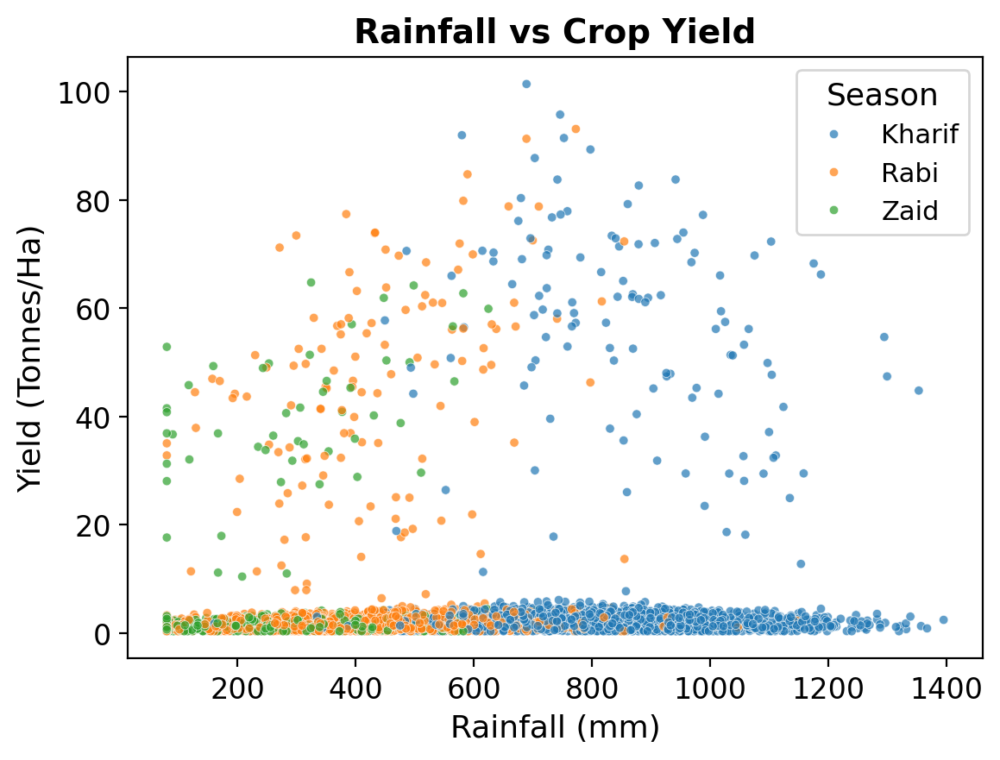 Rainfall vs Crop Yield
Yield (Tonnes/Ha)
100
80
60
40
20
0
Season
Kharif
Rabi
Zaid
200 400 600 800 1000 1200 1400
Rainfall (mm)